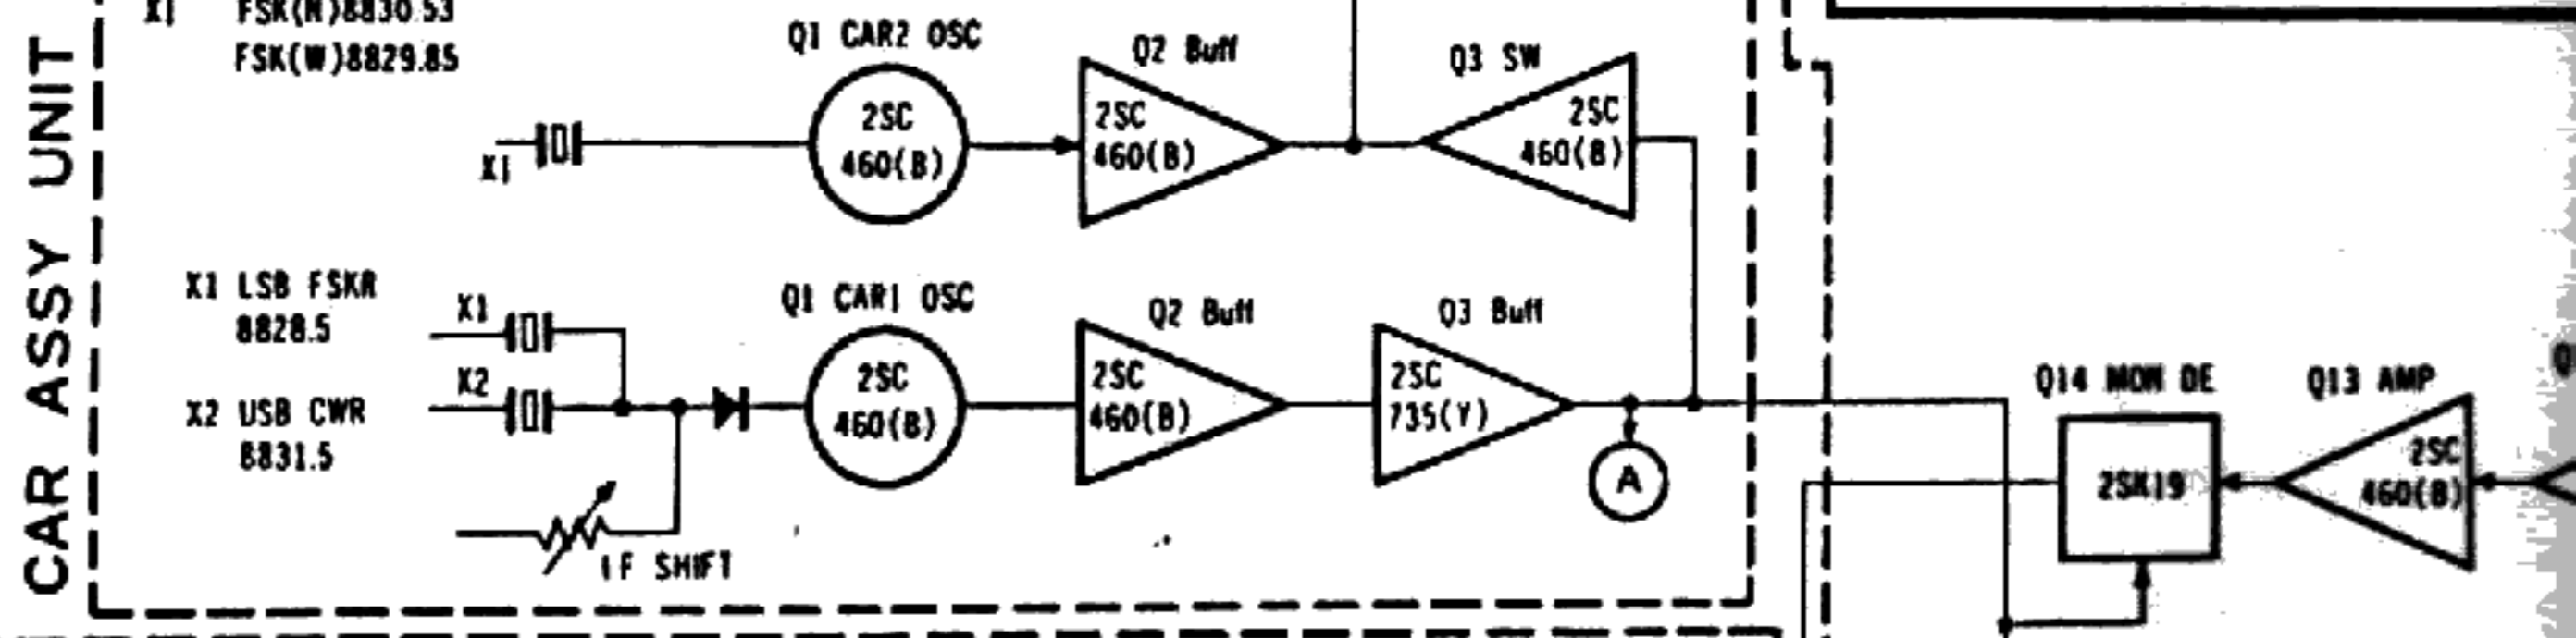 CAR ASSY UNIT
X1 FSK(N)8830.53
FSK(W)8829.85
Q1 CAR2 OSC
Q2 Buff
Q3 SW
2SC
460(B)
2SC
460(B)
2SC
460(B)
X1
X1 LSB FSKR
8828.5
X1
X2
X2 USB CWR
8831.5
Q1 CAR1 OSC
Q2 Buff
Q3 Buff
2SC
460(B)
2SC
460(B)
2SC
735(Y)
A
IF SHIFT
Q14 MON DE
Q13 AMP
2SK19
2SC
460(B)